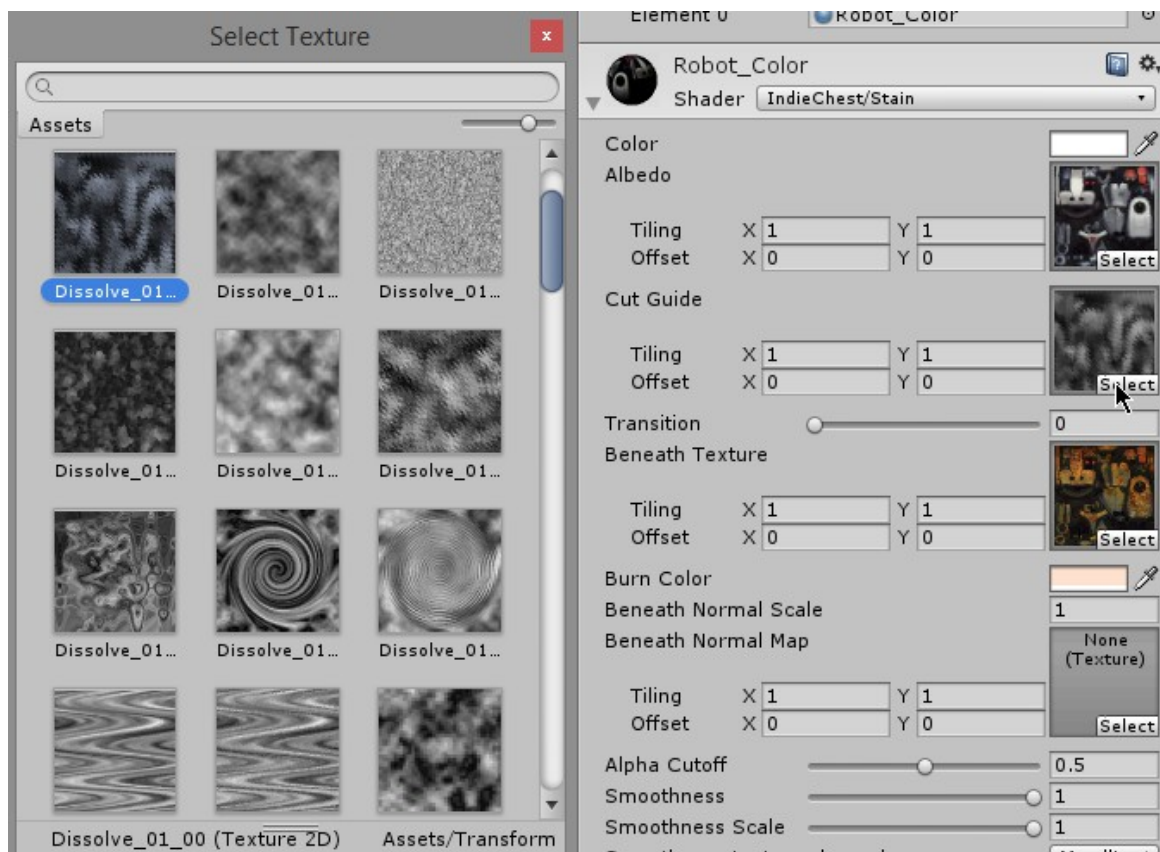 Select Texture
x
Assets
Dissolve_01... Dissolve_01... Dissolve_01...
Dissolve_01... Dissolve_01... Dissolve_01...
Dissolve_01... Dissolve_01... Dissolve_01...
Dissolve_01_00 (Texture 2D) Assets/Transform
Element 0 Robot_Color
Robot_Color
Shader IndieChest/Stain
Color
Albedo
Tiling X 1 Y 1
Offset X 0 Y 0
Select
Cut Guide
Tiling X 1 Y 1
Offset X 0 Y 0
Select
Transition 0
Beneath Texture
Tiling X 1 Y 1
Offset X 0 Y 0
Select
Burn Color
Beneath Normal Scale 1
Beneath Normal Map
None
(Texture)
Tiling X 1 Y 1
Offset X 0 Y 0
Select
Alpha Cutoff 0.5
Smoothness 1
Smoothness Scale 1